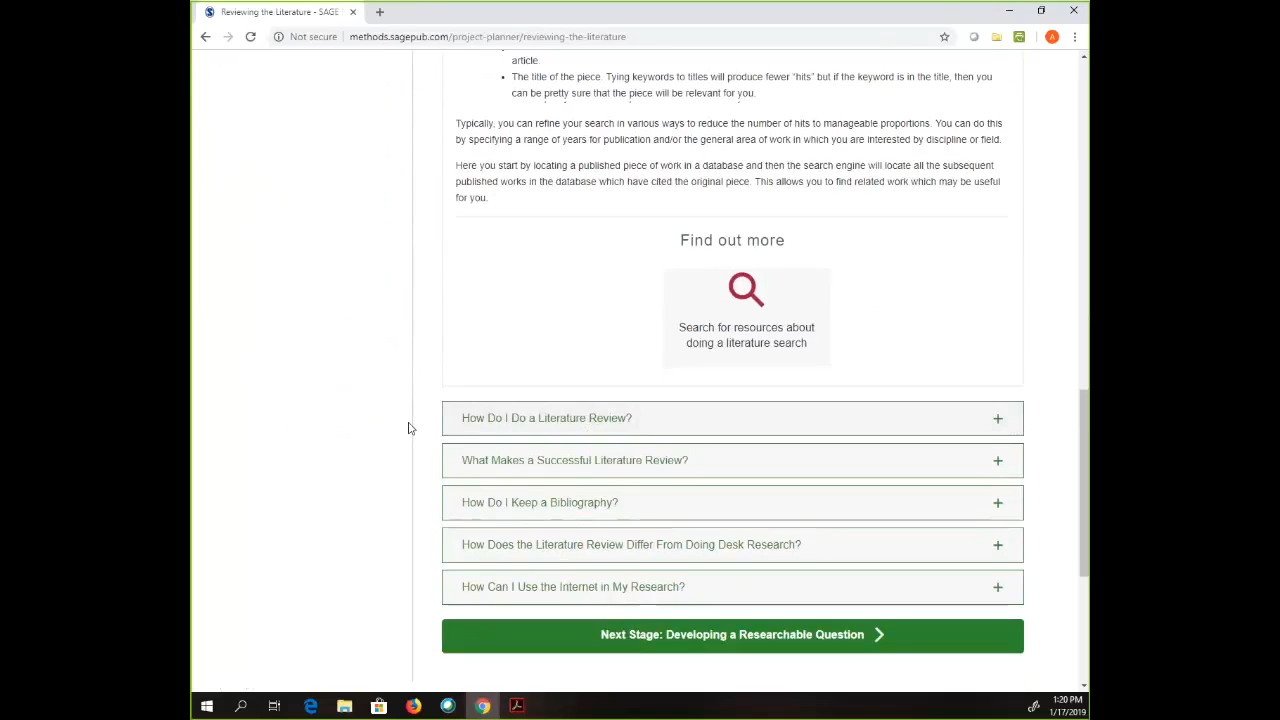 Reviewing the Literature - SAGE
Not secure
methods.sagepub.com/project-planner/reviewing-the-literature
A
article.
• The title of the piece. Tying keywords to titles will produce fewer “hits” but if the keyword is in the title, then you
can be pretty sure that the piece will be relevant for you.
Typically, you can refine your search in various ways to reduce the number of hits to manageable proportions. You can do this
by specifying a range of years for publication and/or the general area of work in which you are interested by discipline or field.
Here you start by locating a published piece of work in a database and then the search engine will locate all the subsequent
published works in the database which have cited the original piece. This allows you to find related work which may be useful
for you.
Find out more
Search for resources about
doing a literature search
How Do I Do a Literature Review?
What Makes a Successful Literature Review?
How Do I Keep a Bibliography?
How Does the Literature Review Differ From Doing Desk Research?
How Can I Use the Internet in My Research?
Next Stage: Developing a Researchable Question
1:20 PM
1/17/2019